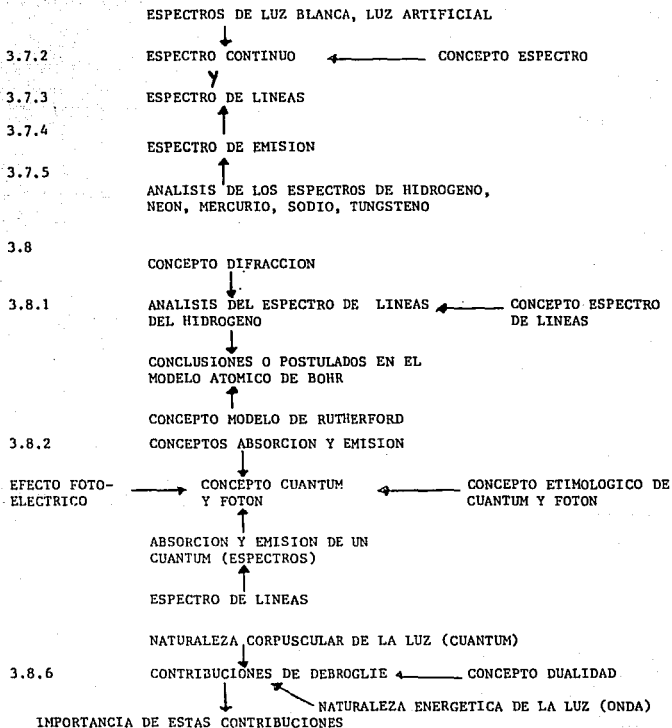 ESPECTROS DE LUZ BLANCA, LUZ ARTIFICIAL
3.7.2 ESPECTRO CONTINUO CONCEPTO ESPECTRO
Y
3.7.3 ESPECTRO DE LINEAS
3.7.4
ESPECTRO DE EMISION
3.7.5
ANALISIS DE LOS ESPECTROS DE HIDROGENO,
NEON, MERCURIO, SODIO, TUNGSTENO
3.8
CONCEPTO DIFRACCION
3.8.1 ANALISIS DEL ESPECTRO DE LINEAS CONCEPTO ESPECTRO
DEL HIDROGENO DE LINEAS
CONCLUSIONES O POSTULADOS EN EL
MODELO ATOMICO DE BOHR
CONCEPTO MODELO DE RUTHERFORD
3.8.2 CONCEPTOS ABSORCION Y EMISION
EFECTO FOTO- CONCEPTO CUANTUM CONCEPTO ETIMOLOGICO DE
ELECTRICO Y FOTON CUANTUM Y FOTON
ABSORCION Y EMISION DE UN
CUANTUM (ESPECTROS)
ESPECTRO DE LINEAS
NATURALEZA CORPUSCULAR DE LA LUZ (CUANTUM)
3.8.6 CONTRIBUCIONES DE DEBROGLIE CONCEPTO DUALIDAD
NATURALEZA ENERGETICA DE LA LUZ (ONDA)
IMPORTANCIA DE ESTAS CONTRIBUCIONES